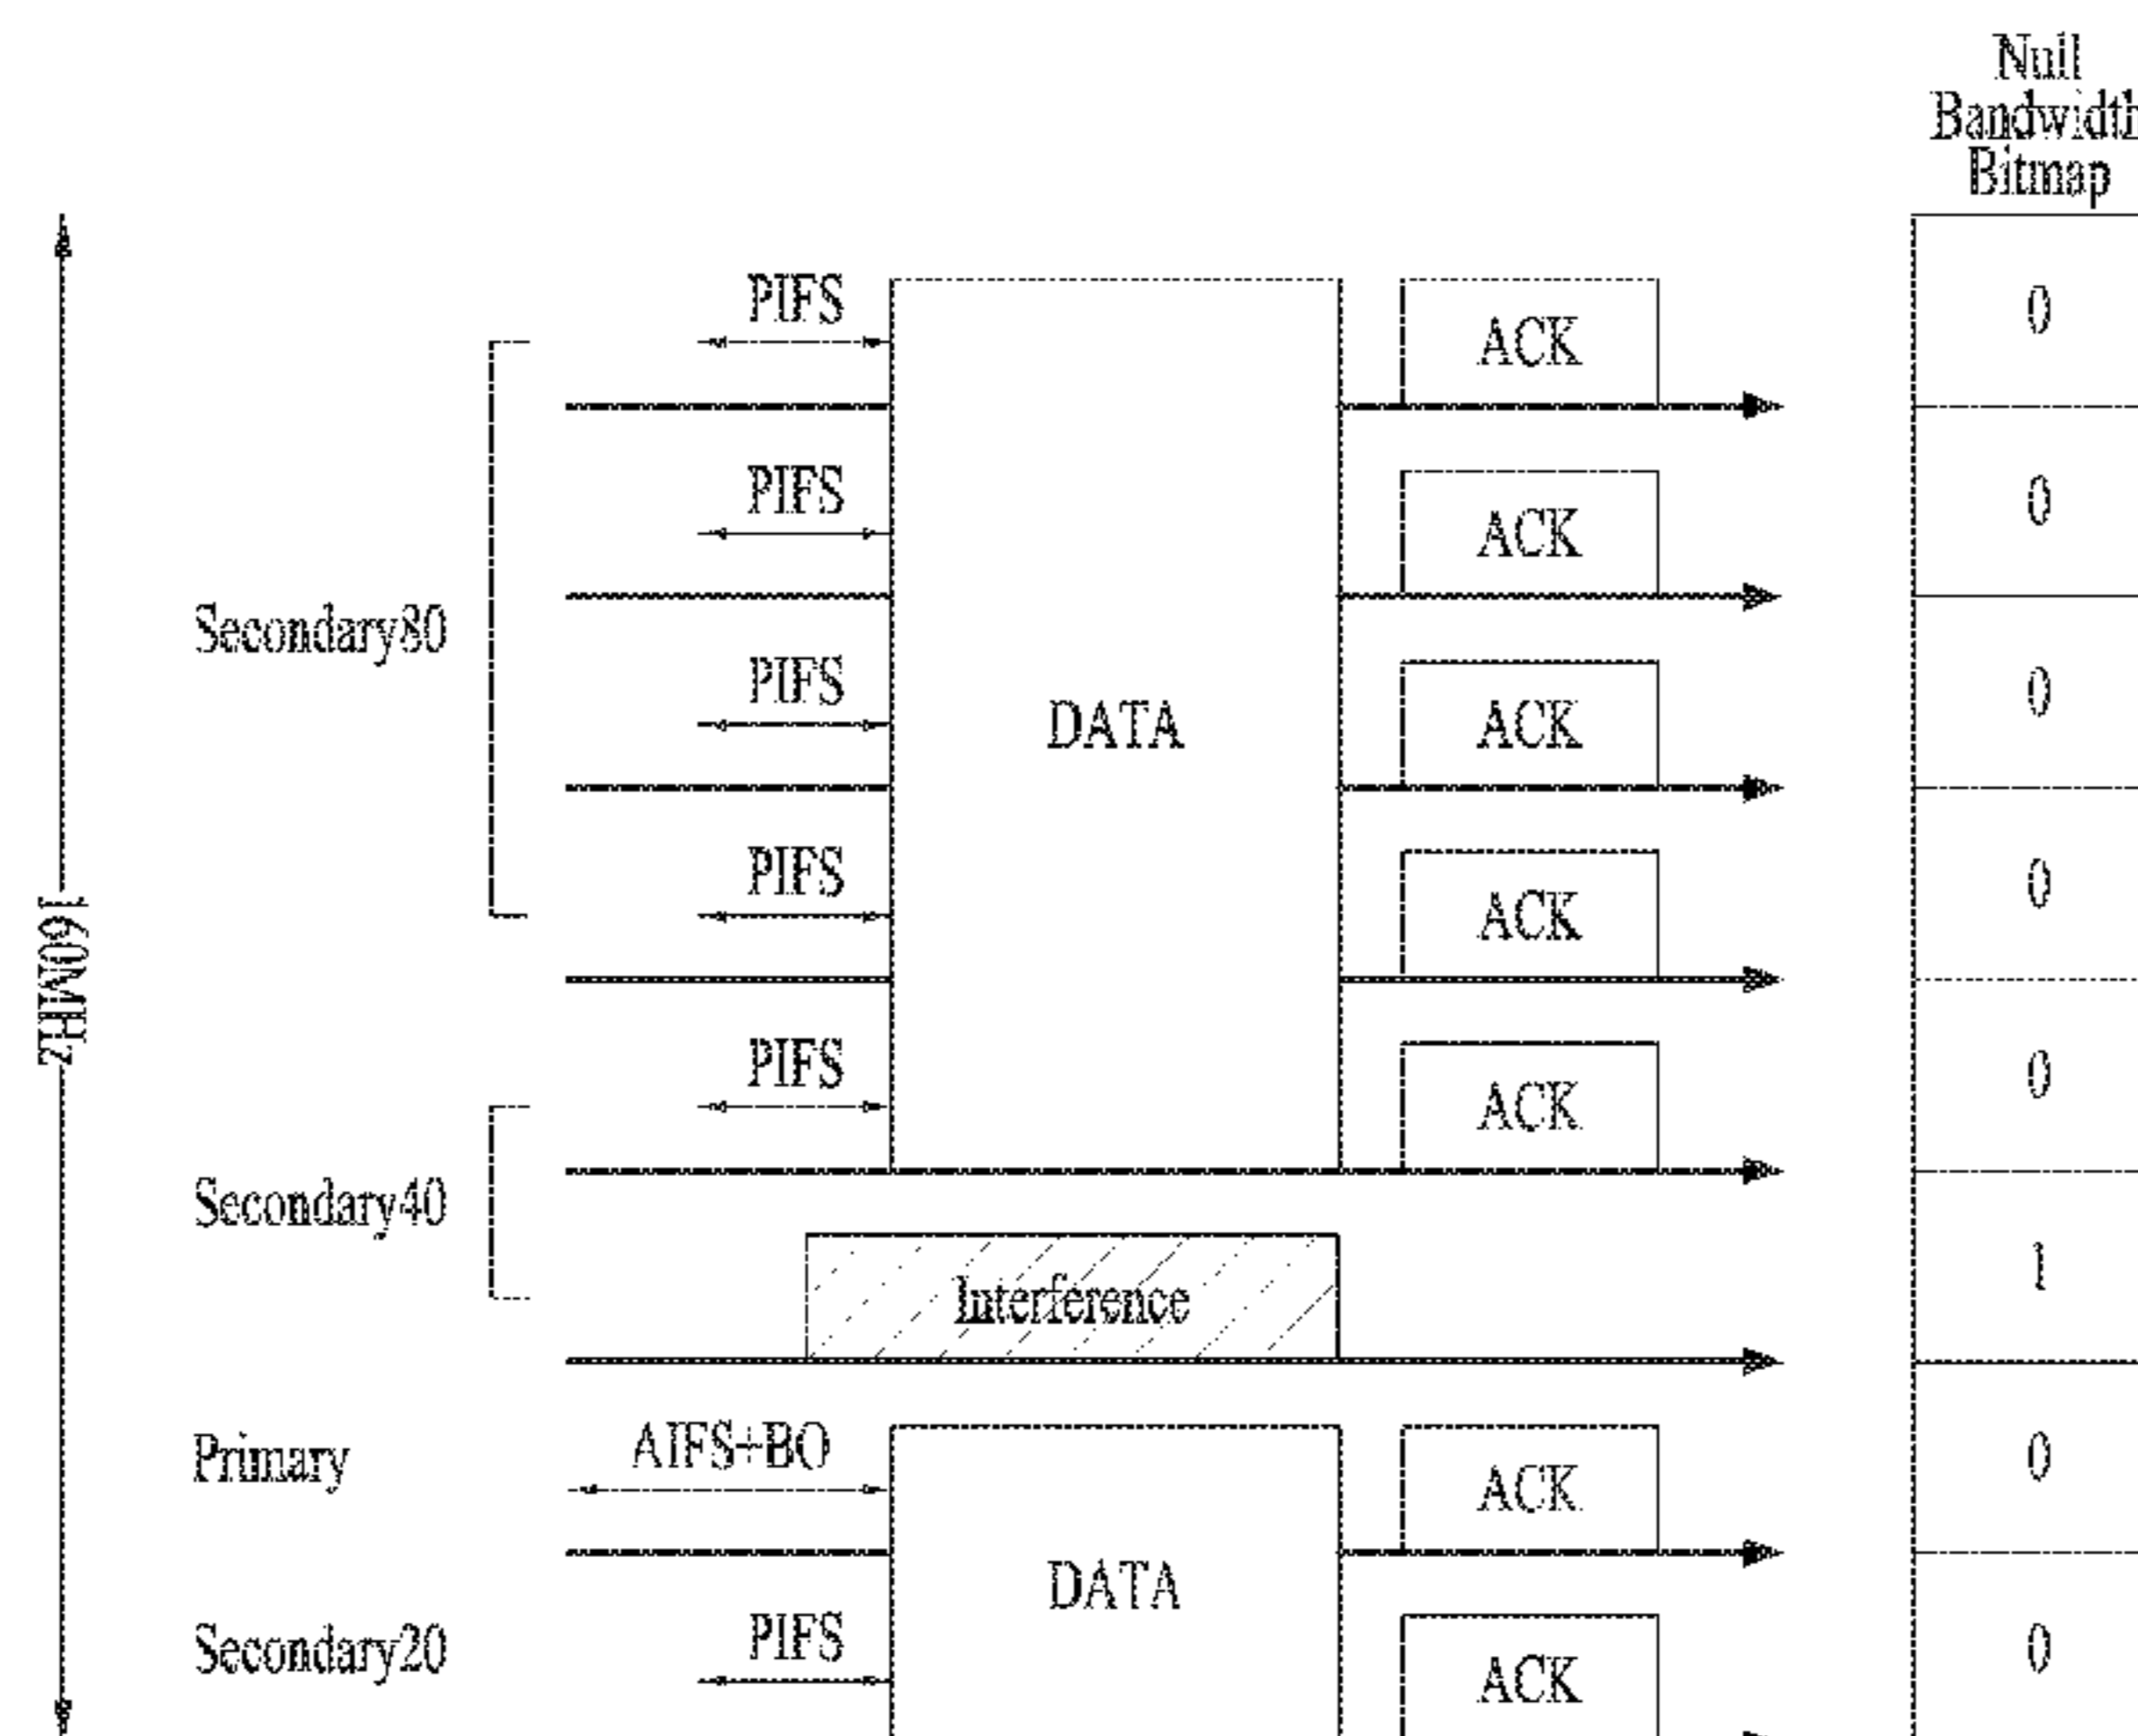 Null
Bandwidth
Bitmap
PIFS
ACK
0
PIFS
ACK
0
Secondary80
PIFS
DATA
ACK
0
PIFS
ACK
0
160MHz
PIFS
ACK
0
Secondary40
Interference
1
Primary
AIFS+BO
ACK
0
DATA
Secondary20
PIFS
ACK
0